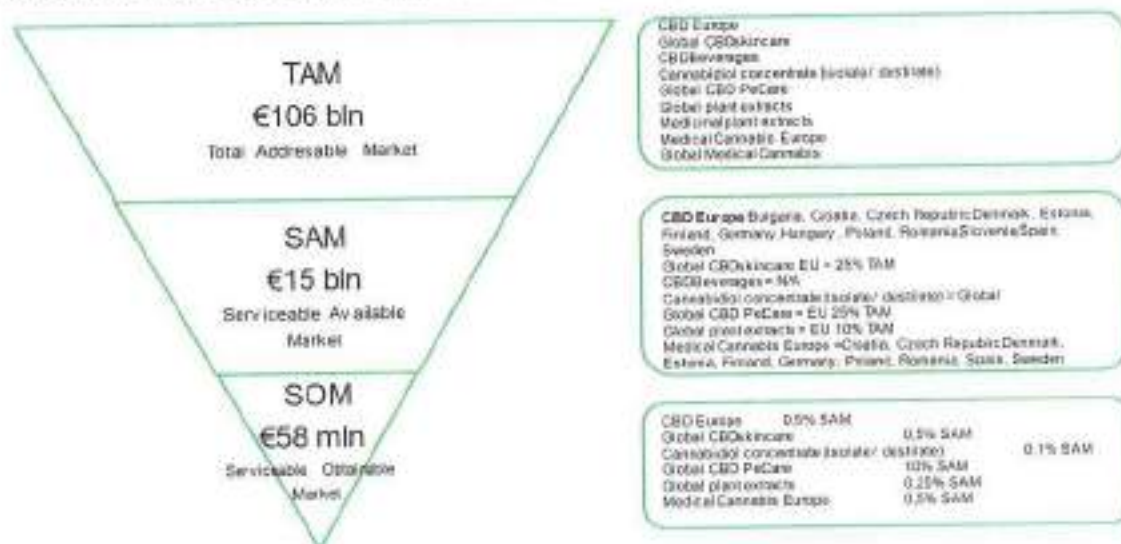 TAM
€106 bln
Total Addresable Market
SAM
€15 bln
Serviceable Available
Market
SOM
€58 mln
Serviceable Obtainable
Market
CBD Europe
Global CBDskincare
CBDBeverages
Cannabidiol concentrate (isolate/ destilate)
Global CBD PeCare
Global plant extracts
Medicinal plant extracts
Medical Cannabis Europe
Global Medical Cannabis
CBD Europe Bulgaria, Croatia, Czech Republic Denmark, Estonia,
Finland, Germany, Hungary, Poland, Romania Slovenia Spain
Sweden
Global CBDskincare EU = 25% TAM
CBDBeverages = N/A
Cannabidiol concentrate (isolate/ destilate) = Global
Global CBD PeCare = EU 25% TAM
Global plant extracts = EU 10% TAM
Medical Cannabis Europe =Croatia, Czech Republic Denmark,
Estonia, Finland, Germany, Poland, Romania, Spain, Sweden
CBD Europe 0,5% SAM
Global CBDskincare 0,5% SAM
Cannabidiol concentrate (isolate/ destilate) 0,1% SAM
Global CBD PeCare 10% SAM
Global plant extracts 0,25% SAM
Medical Cannabis Europe 0,5% SAM